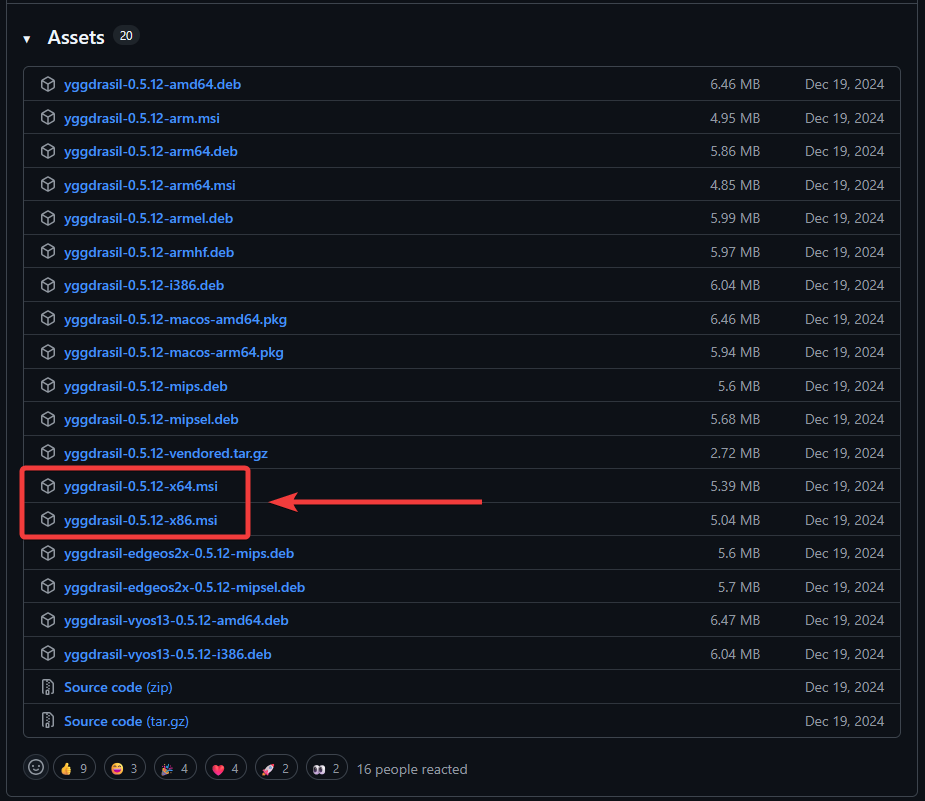 Assets 20
yggdrasil-0.5.12-amd64.deb 6.46 MB Dec 19, 2024
yggdrasil-0.5.12-arm.msi 4.95 MB Dec 19, 2024
yggdrasil-0.5.12-arm64.deb 5.86 MB Dec 19, 2024
yggdrasil-0.5.12-arm64.msi 4.85 MB Dec 19, 2024
yggdrasil-0.5.12-armel.deb 5.99 MB Dec 19, 2024
yggdrasil-0.5.12-armhf.deb 5.97 MB Dec 19, 2024
yggdrasil-0.5.12-i386.deb 6.04 MB Dec 19, 2024
yggdrasil-0.5.12-macos-amd64.pkg 6.46 MB Dec 19, 2024
yggdrasil-0.5.12-macos-arm64.pkg 5.94 MB Dec 19, 2024
yggdrasil-0.5.12-mips.deb 5.6 MB Dec 19, 2024
yggdrasil-0.5.12-mipsel.deb 5.68 MB Dec 19, 2024
yggdrasil-0.5.12-vendored.tar.gz 2.72 MB Dec 19, 2024
yggdrasil-0.5.12-x64.msi 5.39 MB Dec 19, 2024
yggdrasil-0.5.12-x86.msi 5.04 MB Dec 19, 2024
yggdrasil-edgeos2x-0.5.12-mips.deb 5.6 MB Dec 19, 2024
yggdrasil-edgeos2x-0.5.12-mipsel.deb 5.7 MB Dec 19, 2024
yggdrasil-vyos13-0.5.12-amd64.deb 6.47 MB Dec 19, 2024
yggdrasil-vyos13-0.5.12-i386.deb 6.04 MB Dec 19, 2024
Source code (zip) Dec 19, 2024
Source code (tar.gz) Dec 19, 2024
9 3 4 4 2 2 16 people reacted